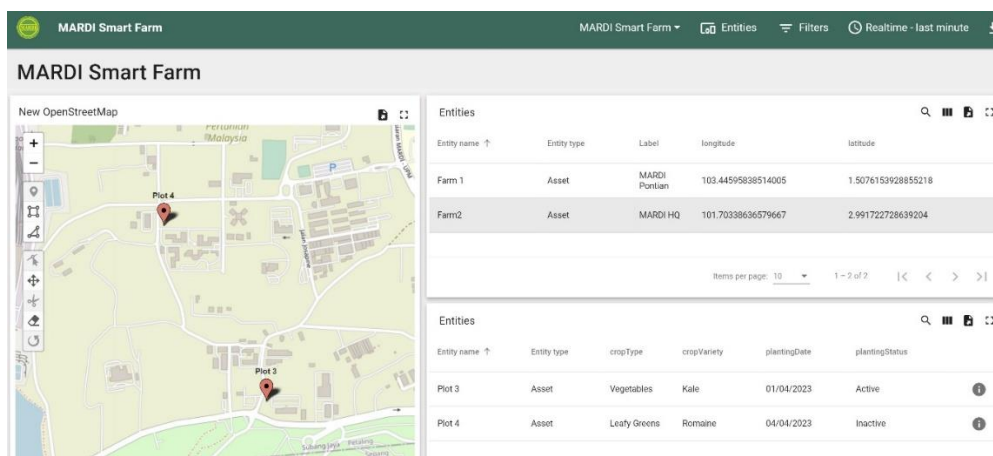 MARDI Smart Farm
MARDI Smart Farm
Entities
Filters
Realtime - last minute
MARDI Smart Farm
New OpenStreetMap
Pertanian
Malaysia
P
Plot 4
Plot 3
Subang Jaya
Petaling
Serdang
Entities
Entity name ↑ Entity type Label longitude latitude
Farm 1 Asset MARDI Pontian 103.44595838514005 1.5076153928855218
Farm2 Asset MARDI HQ 101.70338636579667 2.991722728639204
Items per page: 10 1 – 2 of 2
Entities
Entity name ↑ Entity type cropType cropVariety plantingDate plantingStatus
Plot 3 Asset Vegetables Kale 01/04/2023 Active
Plot 4 Asset Leafy Greens Romaine 04/04/2023 Inactive